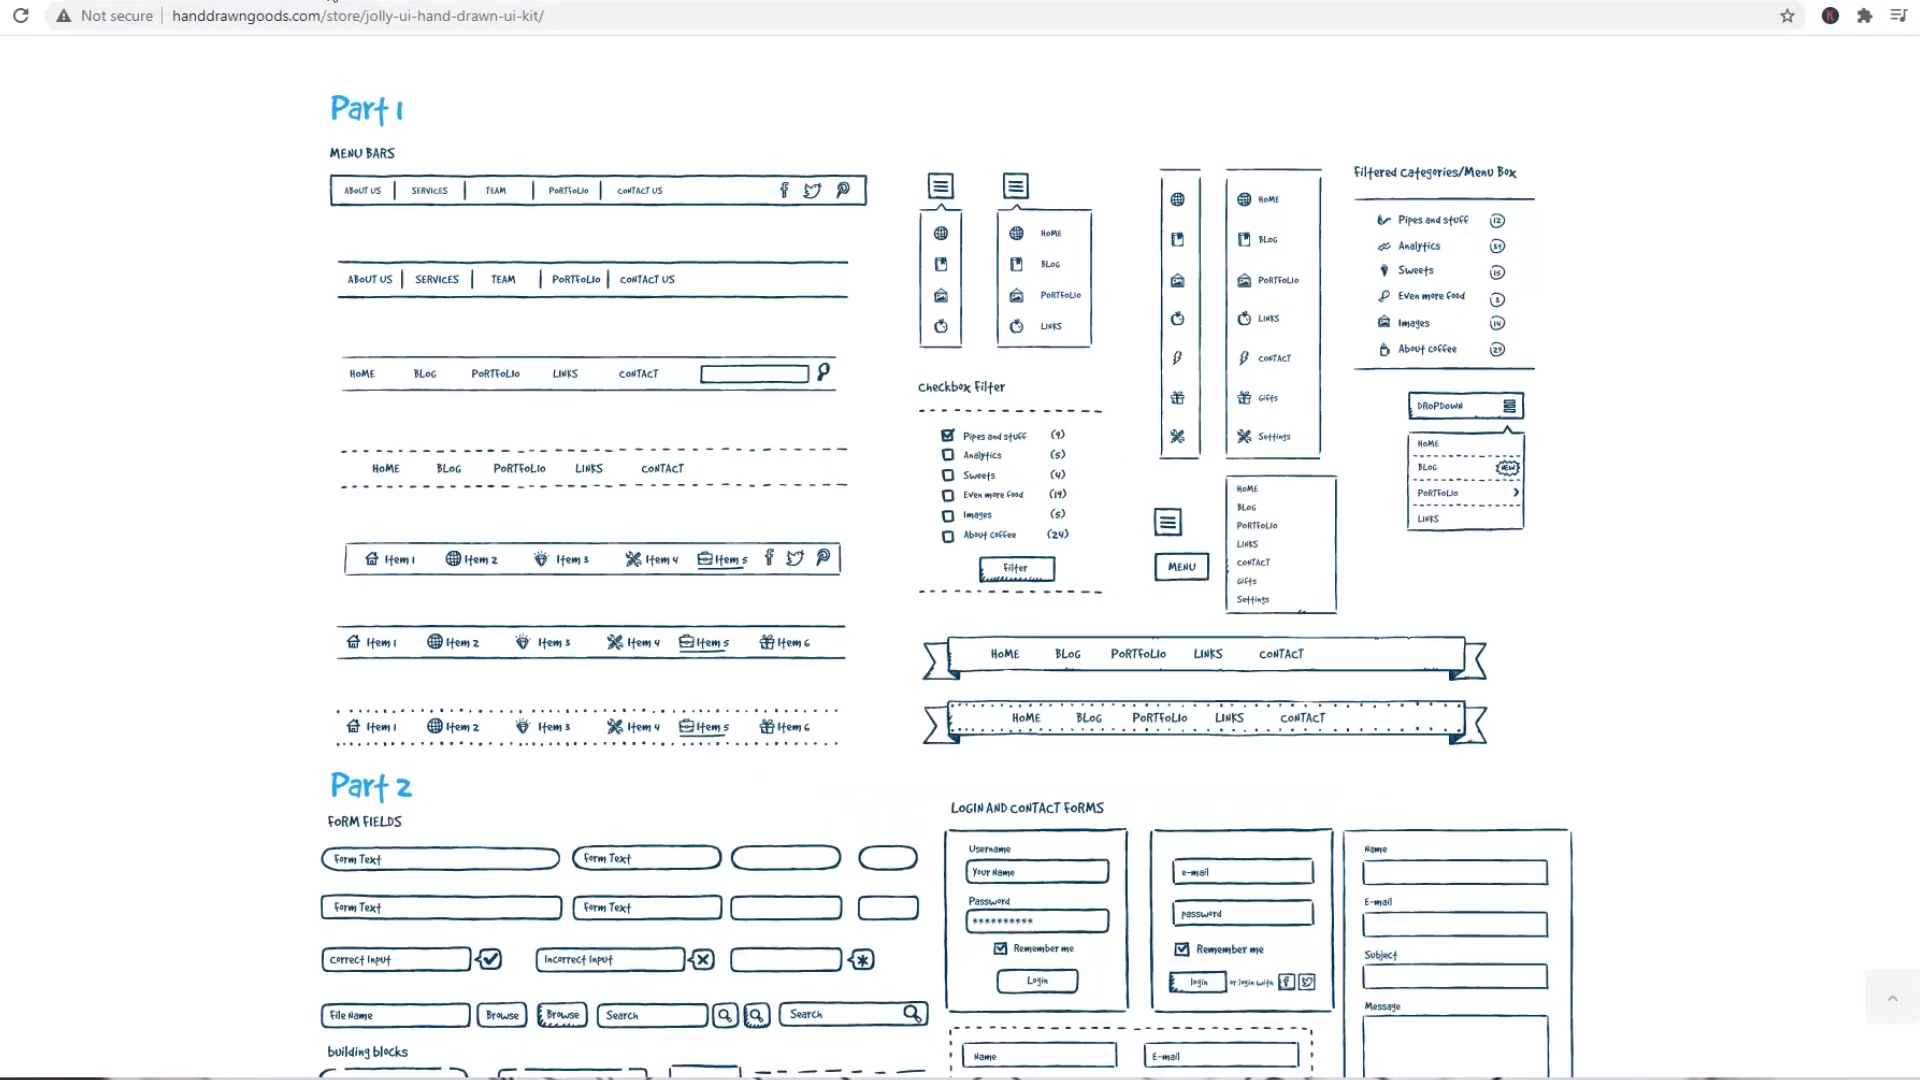 Not secure | handdrawngoods.com/store/jolly-ui-hand-drawn-ui-kit/
Part 1
MENU BARS
ABOUT US SERVICES TEAM PORTFOLIO CONTACT US
ABOUT US SERVICES TEAM PORTFOLIO CONTACT US
HOME BLOG PORTFOLIO LINKS CONTACT
HOME BLOG PORTFOLIO LINKS CONTACT
Item 1 Item 2 Item 3 Item 4 Item 5
Item 1 Item 2 Item 3 Item 4 Item 5 Item 6
Item 1 Item 2 Item 3 Item 4 Item 5 Item 6
HOME
BLOG
PORTFOLIO
LINKS
Checkbox Filter
Pipes and stuff (9)
Analytics (5)
Sweets (4)
Even more food (19)
Images (5)
About coffee (24)
Filter
HOME
BLOG
PORTFOLIO
LINKS
CONTACT
Gifts
Settings
MENU
HOME
BLOG
PORTFOLIO
LINKS
CONTACT
Gifts
Settings
Filtered Categories/Menu Box
Pipes and stuff 12
Analytics
Sweets 15
Even more food 3
Images 14
About coffee 29
DROPDOWN
HOME
BLOG NEW
PORTFOLIO
LINKS
HOME BLOG PORTFOLIO LINKS CONTACT
HOME BLOG PORTFOLIO LINKS CONTACT
Part 2
FORM FIELDS
Form Text Form Text
Form Text Form Text
Correct Input Incorrect Input
File Name Browse Browse Search Search
building blocks
LOGIN AND CONTACT FORMS
Username
Your Name
Password
**********
Remember me
Login
e-mail
password
Remember me
login or login with
Name
E-mail
Subject
Message
Name E-mail